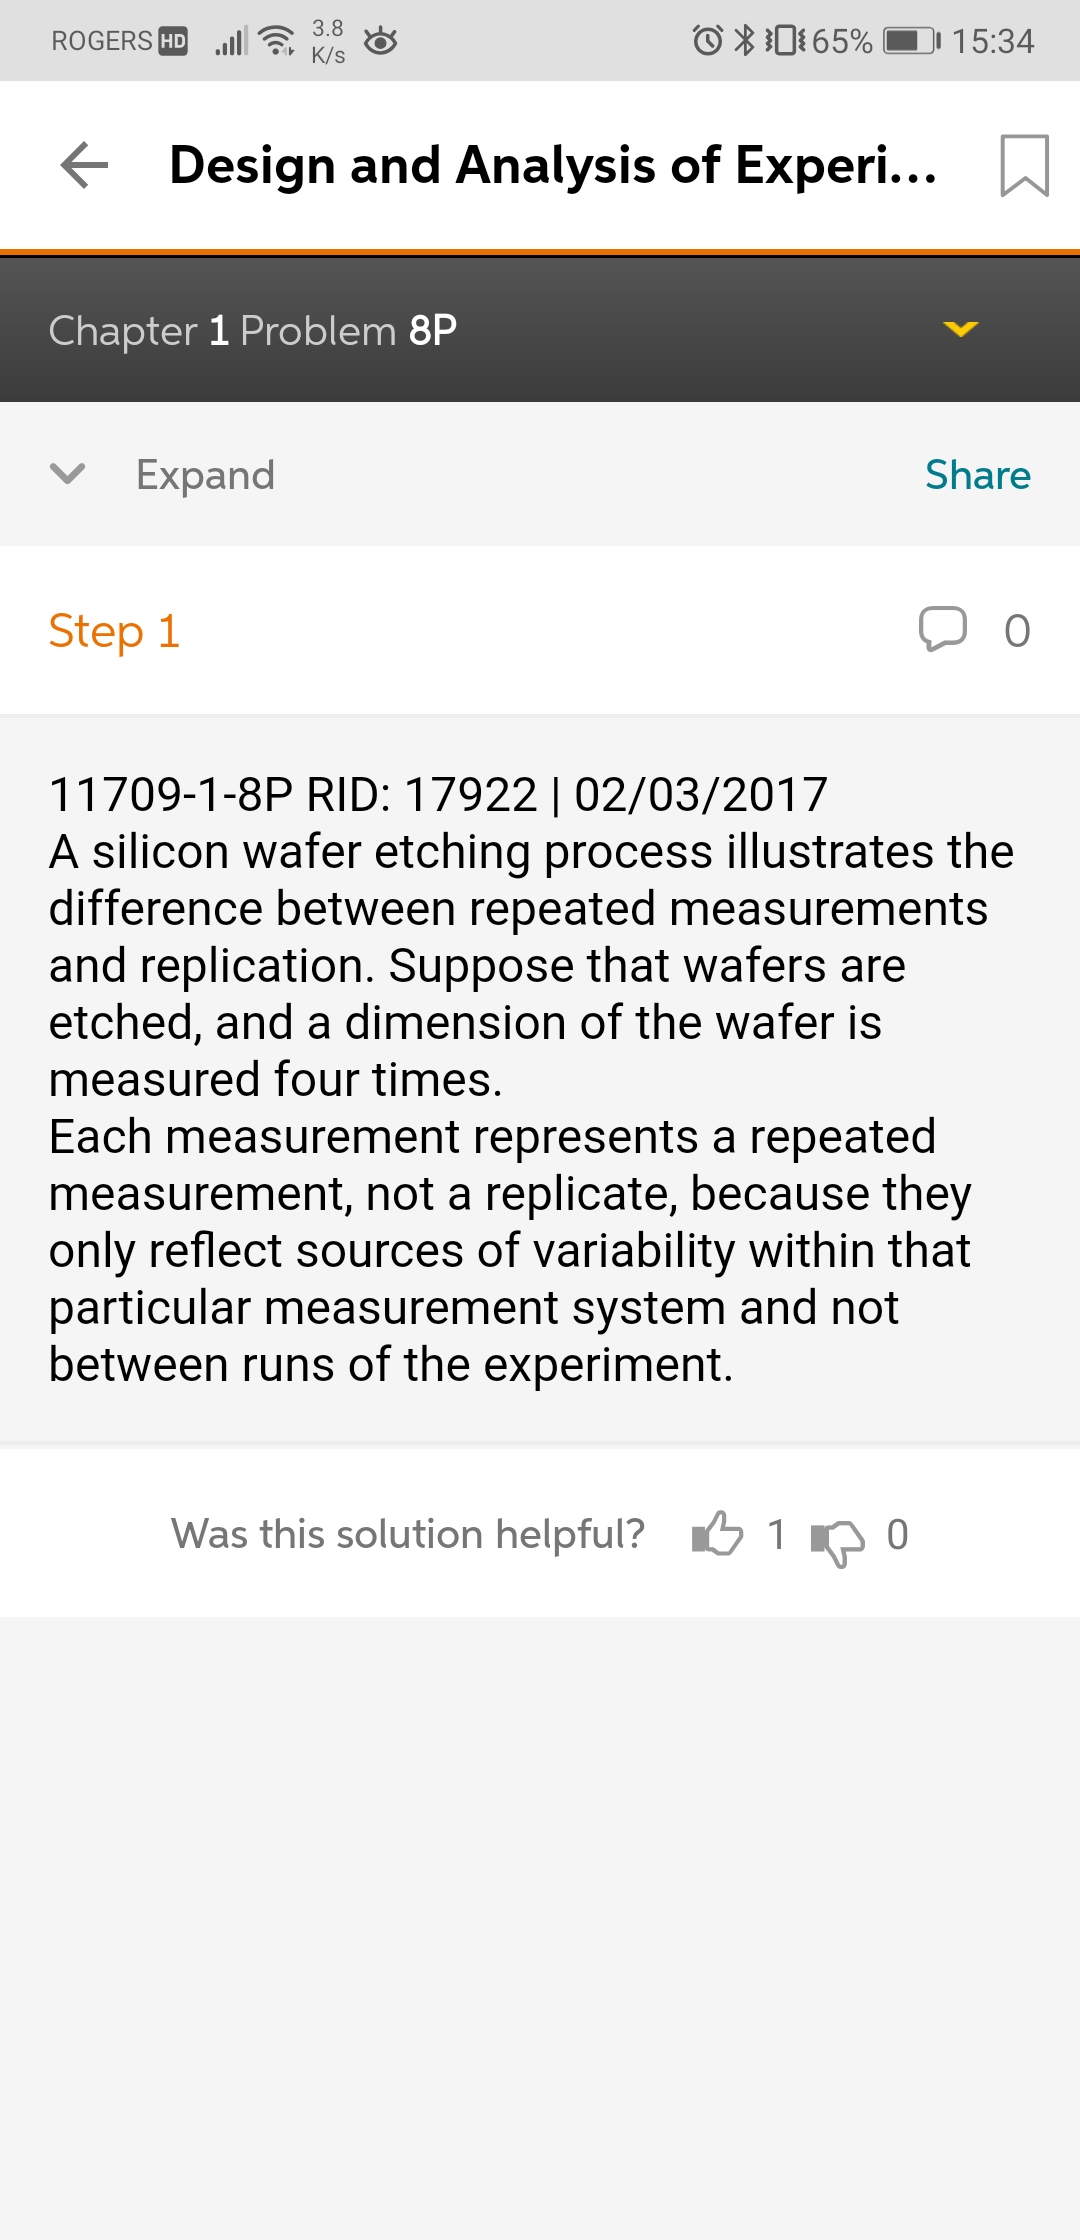 ROGERS HD 3.8 K/s 65% 15:34
Design and Analysis of Experi...
Chapter 1 Problem 8P
Expand Share
Step 1 0
11709-1-8P RID: 17922 | 02/03/2017
A silicon wafer etching process illustrates the
difference between repeated measurements
and replication. Suppose that wafers are
etched, and a dimension of the wafer is
measured four times.
Each measurement represents a repeated
measurement, not a replicate, because they
only reflect sources of variability within that
particular measurement system and not
between runs of the experiment.
Was this solution helpful? 1 0